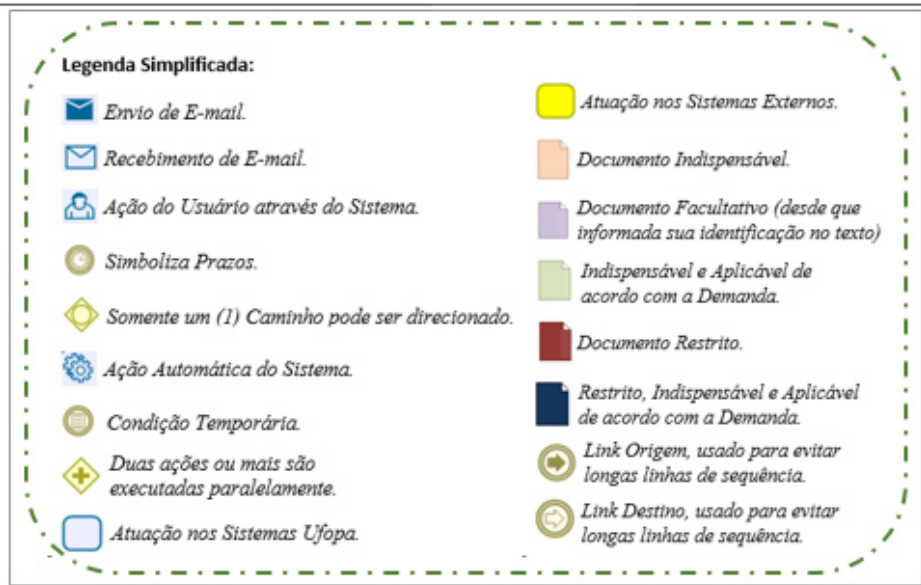 Legenda Simplificada:
Envio de E-mail.
Recebimento de E-mail.
Ação do Usuário através do Sistema.
Simboliza Prazos.
Somente um (1) Caminho pode ser direcionado.
Ação Automática do Sistema.
Condição Temporária.
Duas ações ou mais são
executadas paralelamente.
Atuação nos Sistemas Ufopa.
Atuação nos Sistemas Externos.
Documento Indispensável.
Documento Facultativo (desde que
informada sua identificação no texto)
Indispensável e Aplicável de
acordo com a Demanda.
Documento Restrito.
Restrito, Indispensável e Aplicável
de acordo com a Demanda.
Link Origem, usado para evitar
longas linhas de sequência.
Link Destino, usado para evitar
longas linhas de sequência.